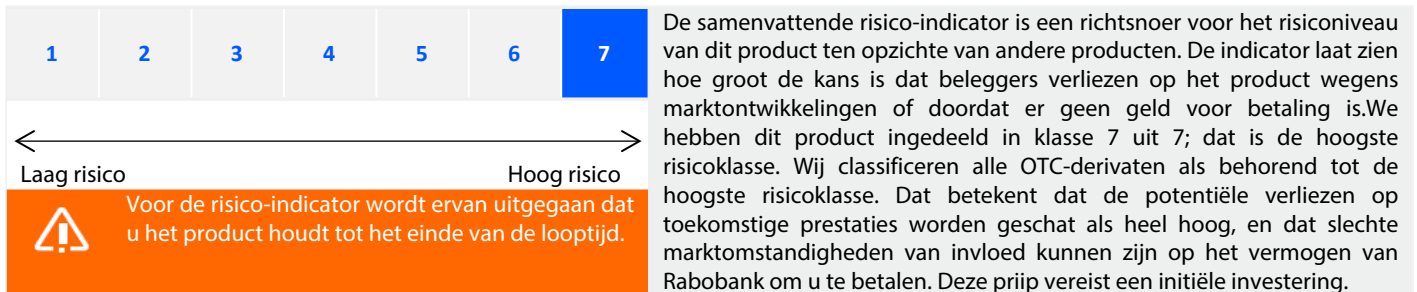 1 2 3 4 5 6 7
Laag risico Hoog risico
Voor de risico-indicator wordt ervan uitgegaan dat
u het product houdt tot het einde van de looptijd.
De samenvattende risico-indicator is een richtsnoer voor het risiconiveau
van dit product ten opzichte van andere producten. De indicator laat zien
hoe groot de kans is dat beleggers verliezen op het product wegens
marktontwikkelingen of doordat er geen geld voor betaling is.We
hebben dit product ingedeeld in klasse 7 uit 7; dat is de hoogste
risicoklasse. Wij classificeren alle OTC-derivaten als behorend tot de
hoogste risicoklasse. Dat betekent dat de potentiële verliezen op
toekomstige prestaties worden geschat als heel hoog, en dat slechte
marktomstandigheden van invloed kunnen zijn op het vermogen van
Rabobank om u te betalen. Deze priip vereist een initiële investering.